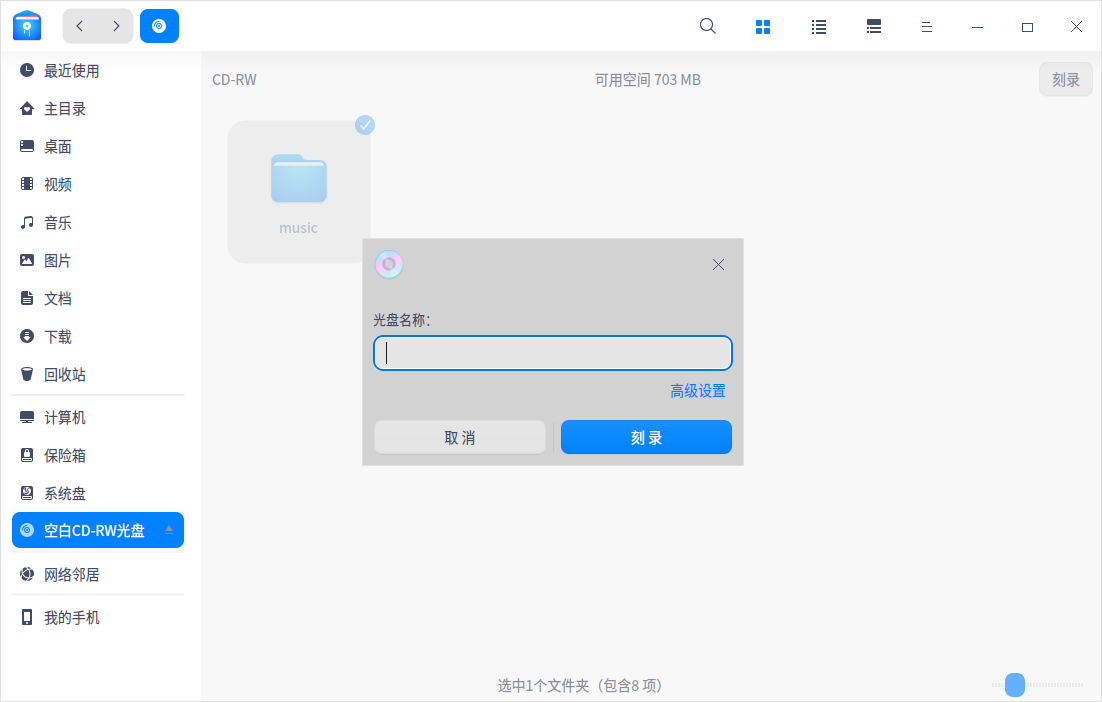 最近使用
主目录
桌面
视频
音乐
图片
文档
下载
回收站
计算机
保险箱
系统盘
空白CD-RW光盘
网络邻居
我的手机
CD-RW
可用空间 703 MB
刻录
music
光盘名称：
高级设置
取 消
刻 录
选中1个文件夹（包含8 项）